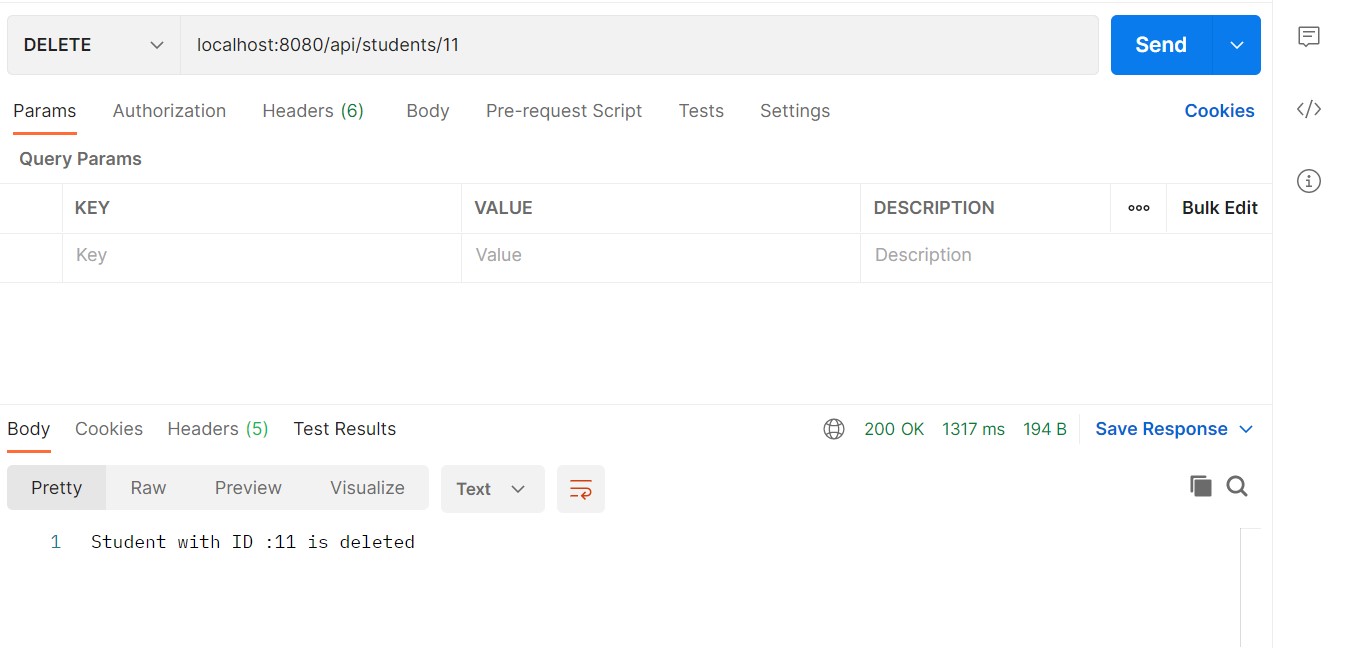 DELETE localhost:8080/api/students/11 Send
Params Authorization Headers (6) Body Pre-request Script Tests Settings Cookies
Query Params
KEY VALUE DESCRIPTION Bulk Edit
Key Value Description
Body Cookies Headers (5) Test Results 200 OK 1317 ms 194 B Save Response
Pretty Raw Preview Visualize Text
1 Student with ID :11 is deleted